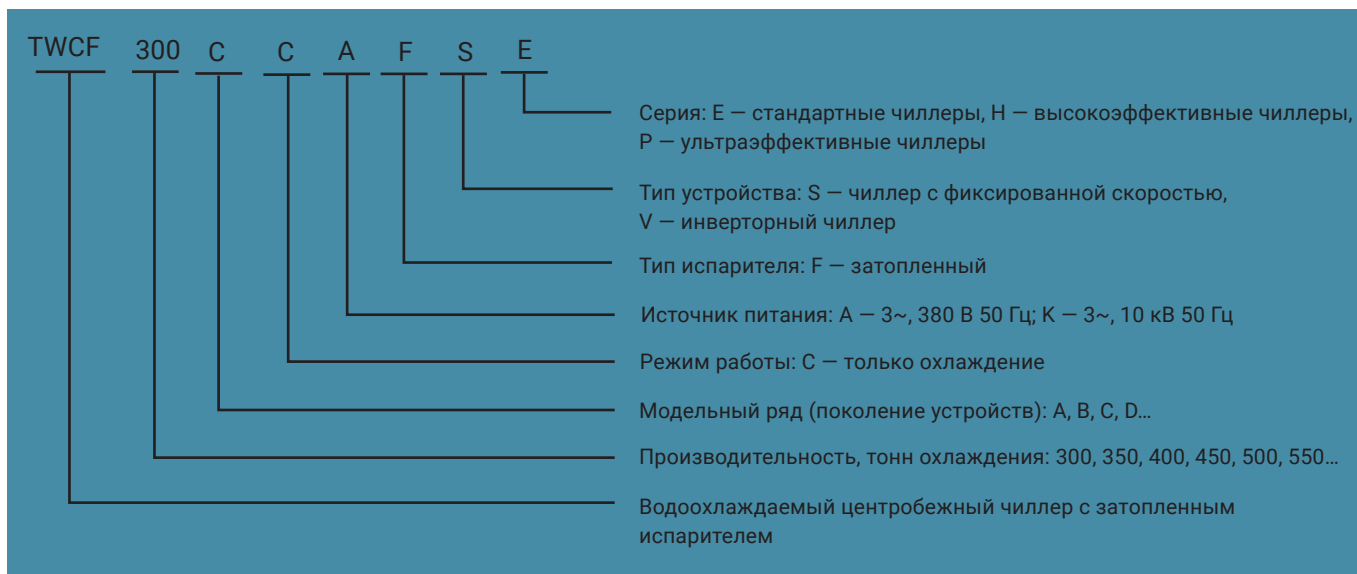 TWCF 300 C C A F S E
Серия: E — стандартные чиллеры, H — высокоэффективные чиллеры,
P — ультраэффективные чиллеры
Тип устройства: S — чиллер с фиксированной скоростью,
V — инверторный чиллер
Тип испарителя: F — затопленный
Источник питания: A — 3~, 380 В 50 Гц; K — 3~, 10 кВ 50 Гц
Режим работы: C — только охлаждение
Модельный ряд (поколение устройств): A, B, C, D...
Производительность, тонн охлаждения: 300, 350, 400, 450, 500, 550...
Водоохлаждаемый центробежный чиллер с затопленным
испарителем